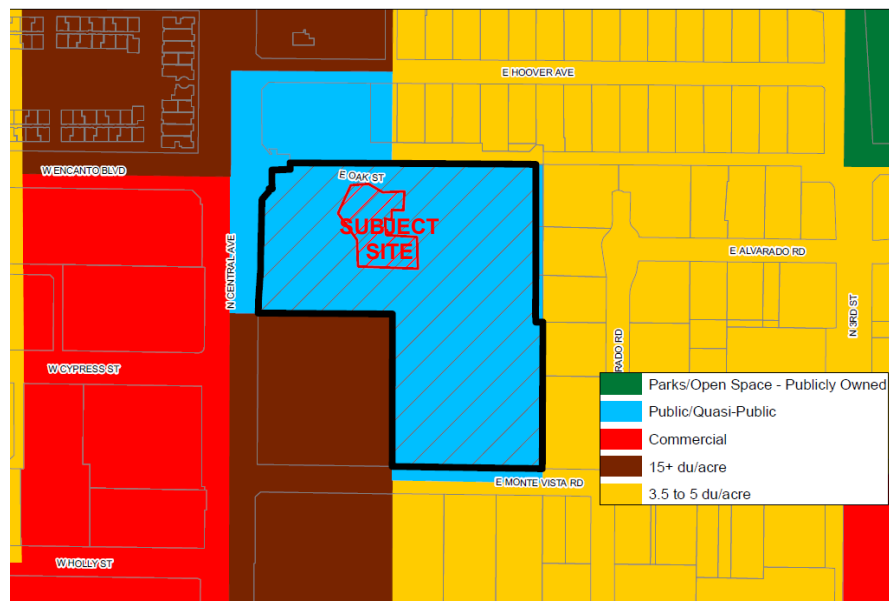 E HOOVER AVE
W ENCANTO BLVD
E OAK ST
SUBJECT
SITE
N CENTRAL AVE
E ALVARADO RD
N 3RD ST
RADO RD
W CYPRESS ST
Parks/Open Space - Publicly Owned
Public/Quasi-Public
Commercial
15+ du/acre
3.5 to 5 du/acre
E MONTE VISTA RD
W HOLLY ST